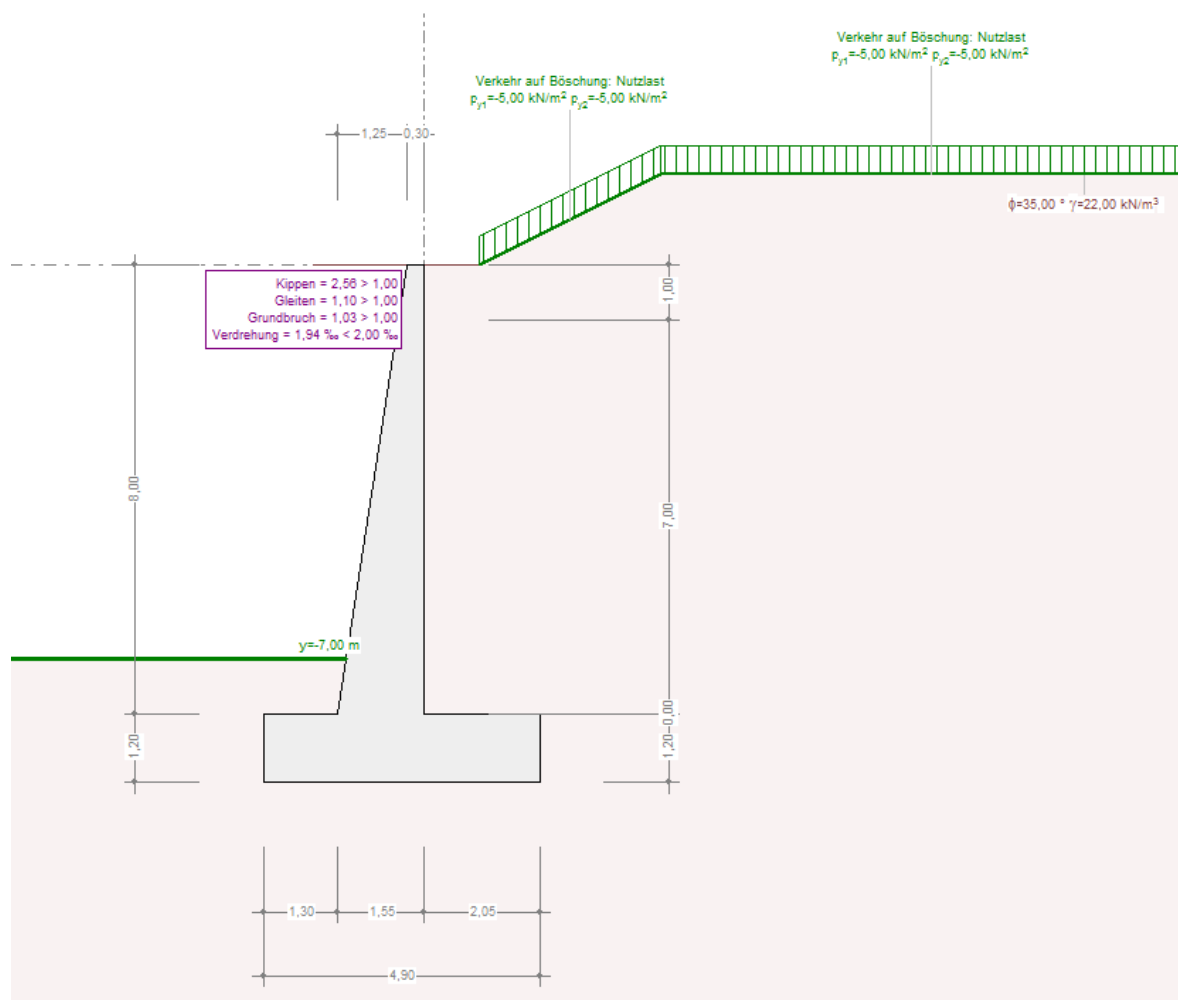 Verkehr auf Böschung: Nutzlast
p_y1=-5,00 kN/m² p_y2=-5,00 kN/m²
Verkehr auf Böschung: Nutzlast
p_y1=-5,00 kN/m² p_y2=-5,00 kN/m²
1,25 0,30
ϕ=35,00 ° γ=22,00 kN/m³
Kippen = 2,56 > 1,00
Gleiten = 1,10 > 1,00
Grundbruch = 1,03 > 1,00
Verdrehung = 1,94 ‰ < 2,00 ‰
1,00
8,00
7,00
y=-7,00 m
1,20
1,20 0,00
1,30 1,55 2,05
4,90